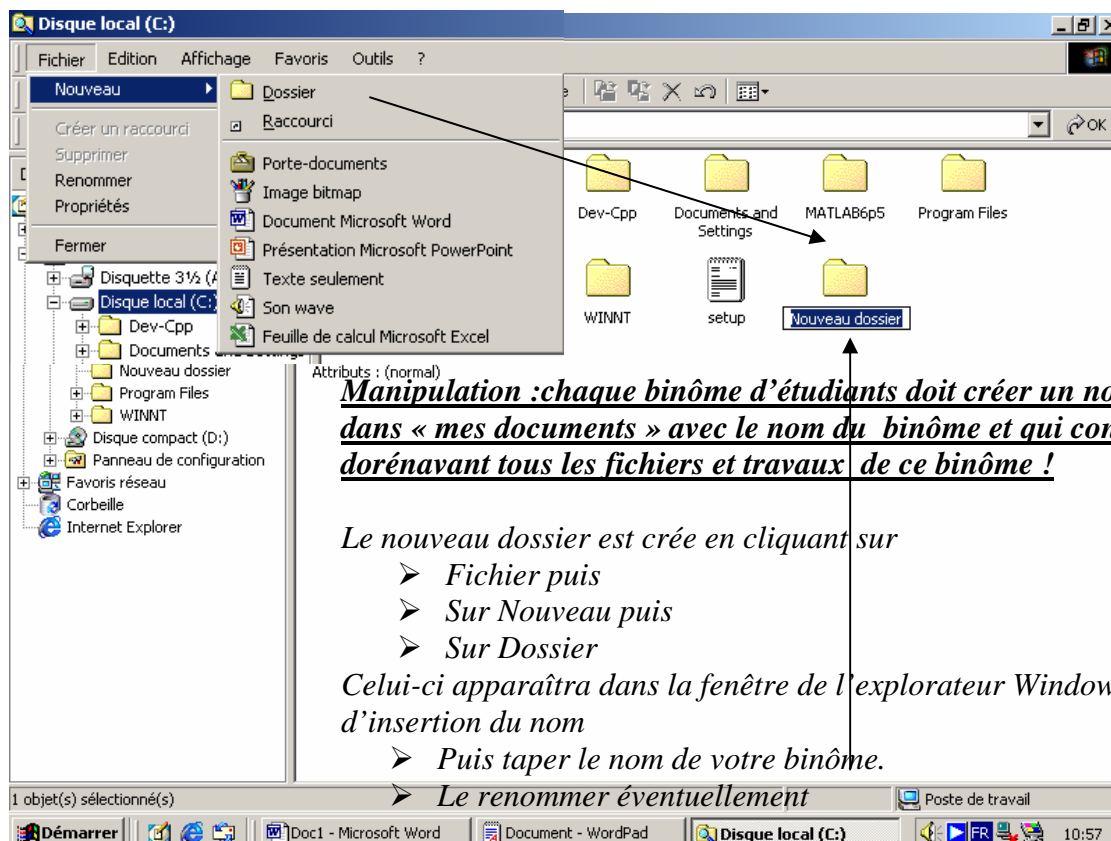 Disque local (C:)
Fichier Edition Affichage Favoris Outils ?
Nouveau
Créer un raccourci
Supprimer
Renommer
Propriétés
Fermer
Dossier
Raccourci
Porte-documents
Image bitmap
Document Microsoft Word
Présentation Microsoft PowerPoint
Texte seulement
Son wave
Feuille de calcul Microsoft Excel
OK
Dev-Cpp
Documents and
Settings
MATLAB6p5
Program Files
WINNT
setup
Nouveau dossier
Disquette 3½ (A
Disque local (C:)
Dev-Cpp
Documents and Settings
Nouveau dossier
Program Files
WINNT
Disque compact (D:)
Panneau de configuration
Favoris réseau
Corbeille
Internet Explorer
Attributs : (normal)
Manipulation :chaque binôme d’étudiants doit créer un no
dans « mes documents » avec le nom du binôme et qui con
dorénavant tous les fichiers et travaux de ce binôme !
Le nouveau dossier est crée en cliquant sur
➢ Fichier puis
➢ Sur Nouveau puis
➢ Sur Dossier
Celui-ci apparaîtra dans la fenêtre de l’explorateur Window
d’insertion du nom
➢ Puis taper le nom de votre binôme.
➢ Le renommer éventuellement
1 objet(s) sélectionné(s)
Poste de travail
Démarrer
Doc1 - Microsoft Word
Document - WordPad
Disque local (C:)
FR
10:57